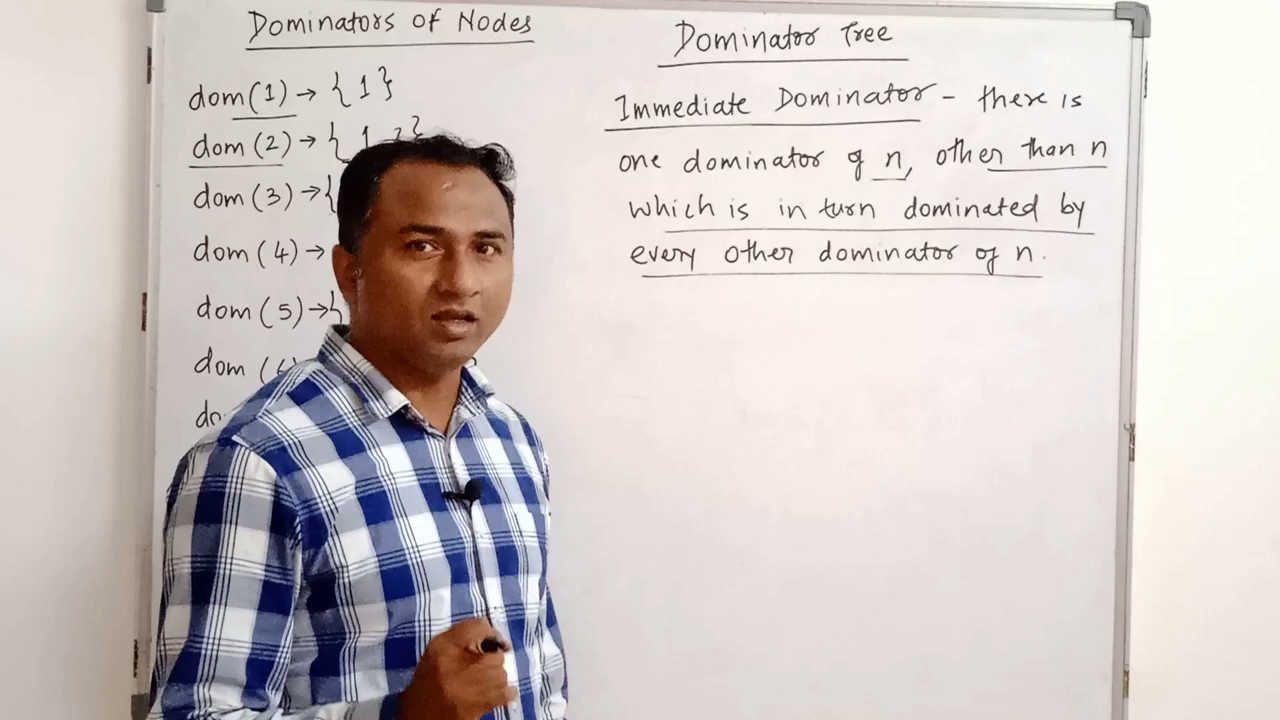 Dominators of Nodes
dom(1) → {1}
dom(2) → {1
dom(3) → {
dom(4) →
dom(5) → {
dom
Dominator Tree
Immediate Dominator - there is
one dominator of n, other than n
which is in turn dominated by
every other dominator of n.